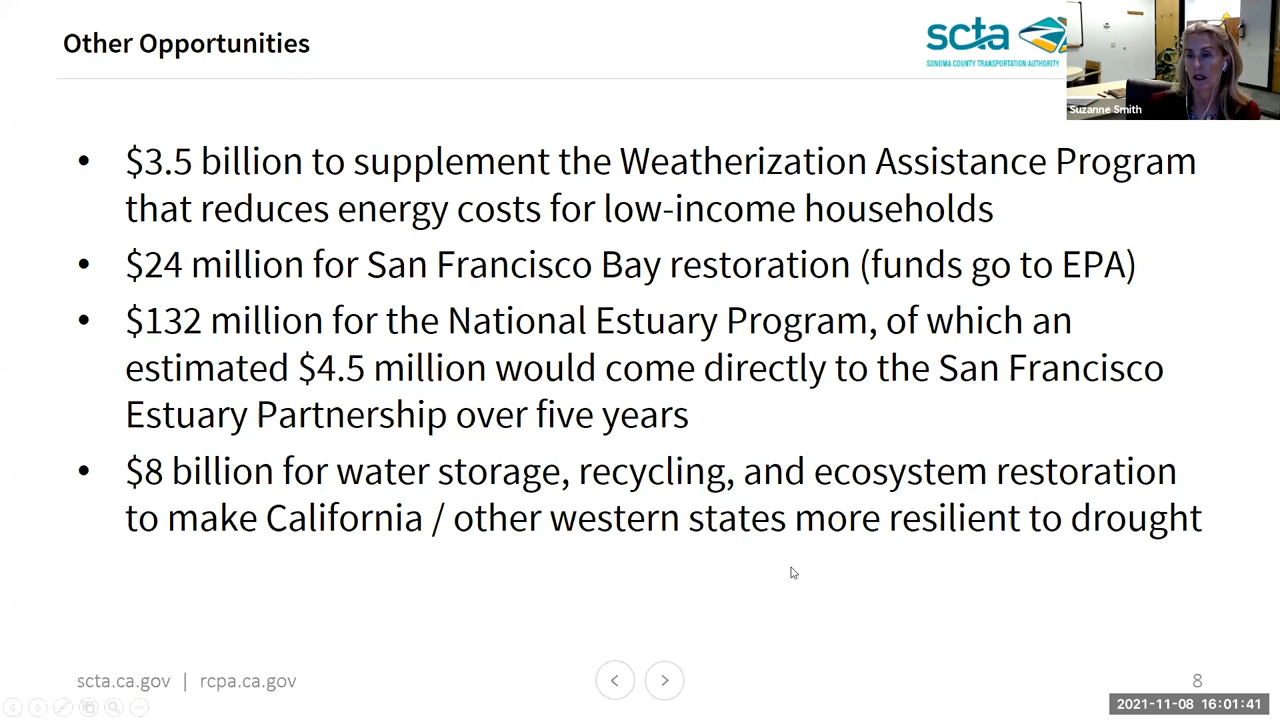 Other Opportunities
scta
SONOMA COUNTY TRANSPORTATION AUTHORITY
Suzanne Smith
• $3.5 billion to supplement the Weatherization Assistance Program
that reduces energy costs for low-income households
• $24 million for San Francisco Bay restoration (funds go to EPA)
• $132 million for the National Estuary Program, of which an
estimated $4.5 million would come directly to the San Francisco
Estuary Partnership over five years
• $8 billion for water storage, recycling, and ecosystem restoration
to make California / other western states more resilient to drought
scta.ca.gov | rcpa.ca.gov
8
2021-11-08 16:01:41